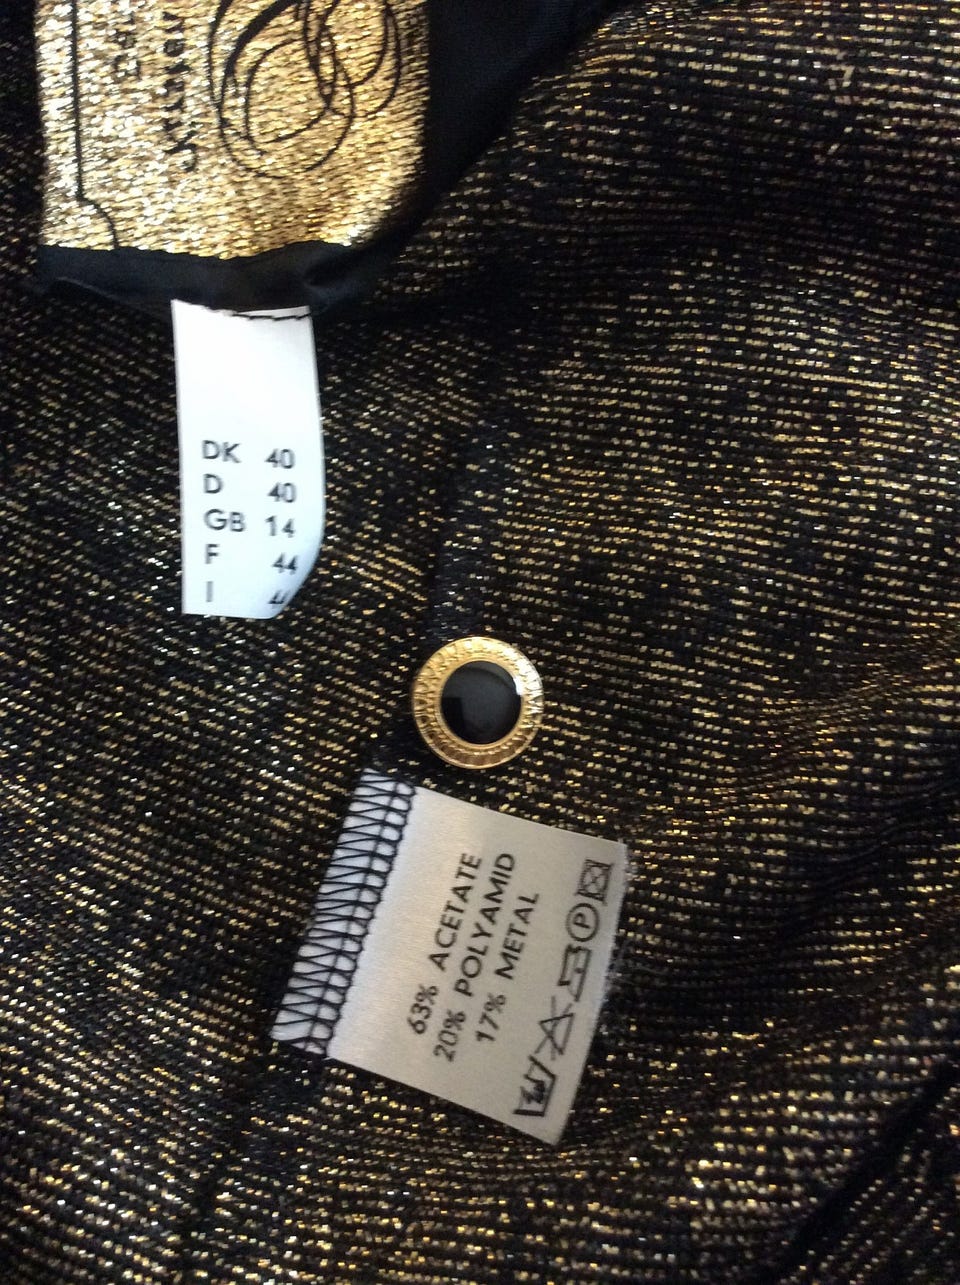 DK 40
D 40
GB 14
F 44
I
63% ACETATE
20% POLYAMID
17% METAL
P